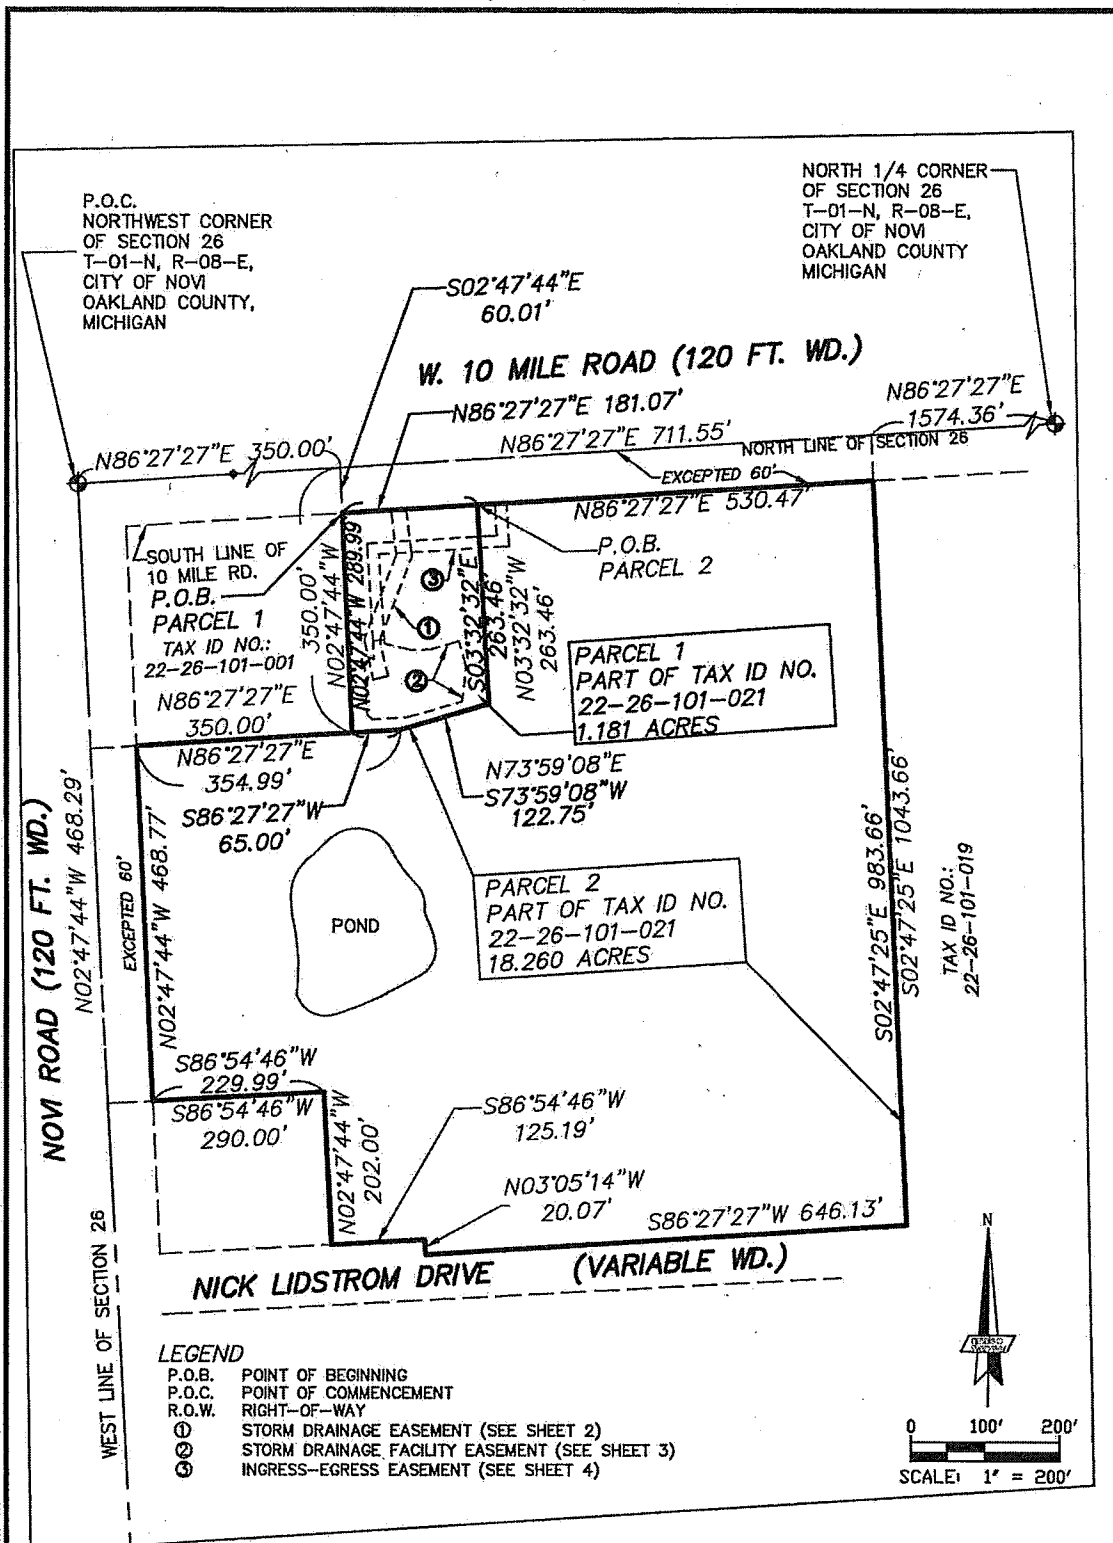 P.O.C.
NORTHWEST CORNER
OF SECTION 26
T-01-N, R-08-E,
CITY OF NOVI
OAKLAND COUNTY,
MICHIGAN
NORTH 1/4 CORNER
OF SECTION 26
T-01-N, R-08-E,
CITY OF NOVI
OAKLAND COUNTY
MICHIGAN
S02°47'44"E
60.01'
W. 10 MILE ROAD (120 FT. WD.)
N86°27'27"E 181.07'
N86°27'27"E
1574.36'
N86°27'27"E 350.00'
N86°27'27"E 711.55'
NORTH LINE OF SECTION 26
EXCEPTED 60'
N86°27'27"E 530.47'
SOUTH LINE OF
10 MILE RD.
P.O.B.
PARCEL 1
TAX ID NO.:
22-26-101-001
P.O.B.
PARCEL 2
350.00'
N02°47'44"W
N02°47'44"W 289.99
S03°32'32"E
263.46'
N03°32'32"W
263.46'
③
①
②
PARCEL 1
PART OF TAX ID NO.
22-26-101-021
1.181 ACRES
N86°27'27"E
350.00'
N86°27'27"E
354.99'
S86°27'27"W
65.00'
N73°59'08"E
S73°59'08"W
122.75'
NOVI ROAD (120 FT. WD.)
N02°47'44"W 468.29'
EXCEPTED 60'
N02°47'44"W 468.77'
POND
PARCEL 2
PART OF TAX ID NO.
22-26-101-021
18.260 ACRES
S02°47'25"E 983.66'
S02°47'25"E 1043.66'
TAX ID NO.:
22-26-101-019
S86°54'46"W
229.99'
S86°54'46"W
290.00'
N02°47'44"W
202.00'
S86°54'46"W
125.19'
N03°05'14"W
20.07'
S86°27'27"W 646.13'
NICK LIDSTROM DRIVE (VARIABLE WD.)
WEST LINE OF SECTION 26
N
LEGEND
P.O.B. POINT OF BEGINNING
P.O.C. POINT OF COMMENCEMENT
R.O.W. RIGHT-OF-WAY
① STORM DRAINAGE EASEMENT (SEE SHEET 2)
② STORM DRAINAGE FACILITY EASEMENT (SEE SHEET 3)
③ INGRESS-EGRESS EASEMENT (SEE SHEET 4)
0 100' 200'
SCALE: 1" = 200'